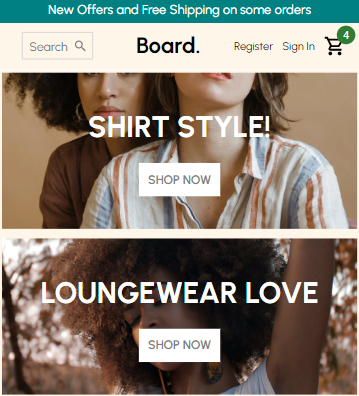 New Offers and Free Shipping on some orders
Search
Board.
Register
Sign In
4
SHIRT STYLE!
SHOP NOW
LOUNGEWEAR LOVE
SHOP NOW